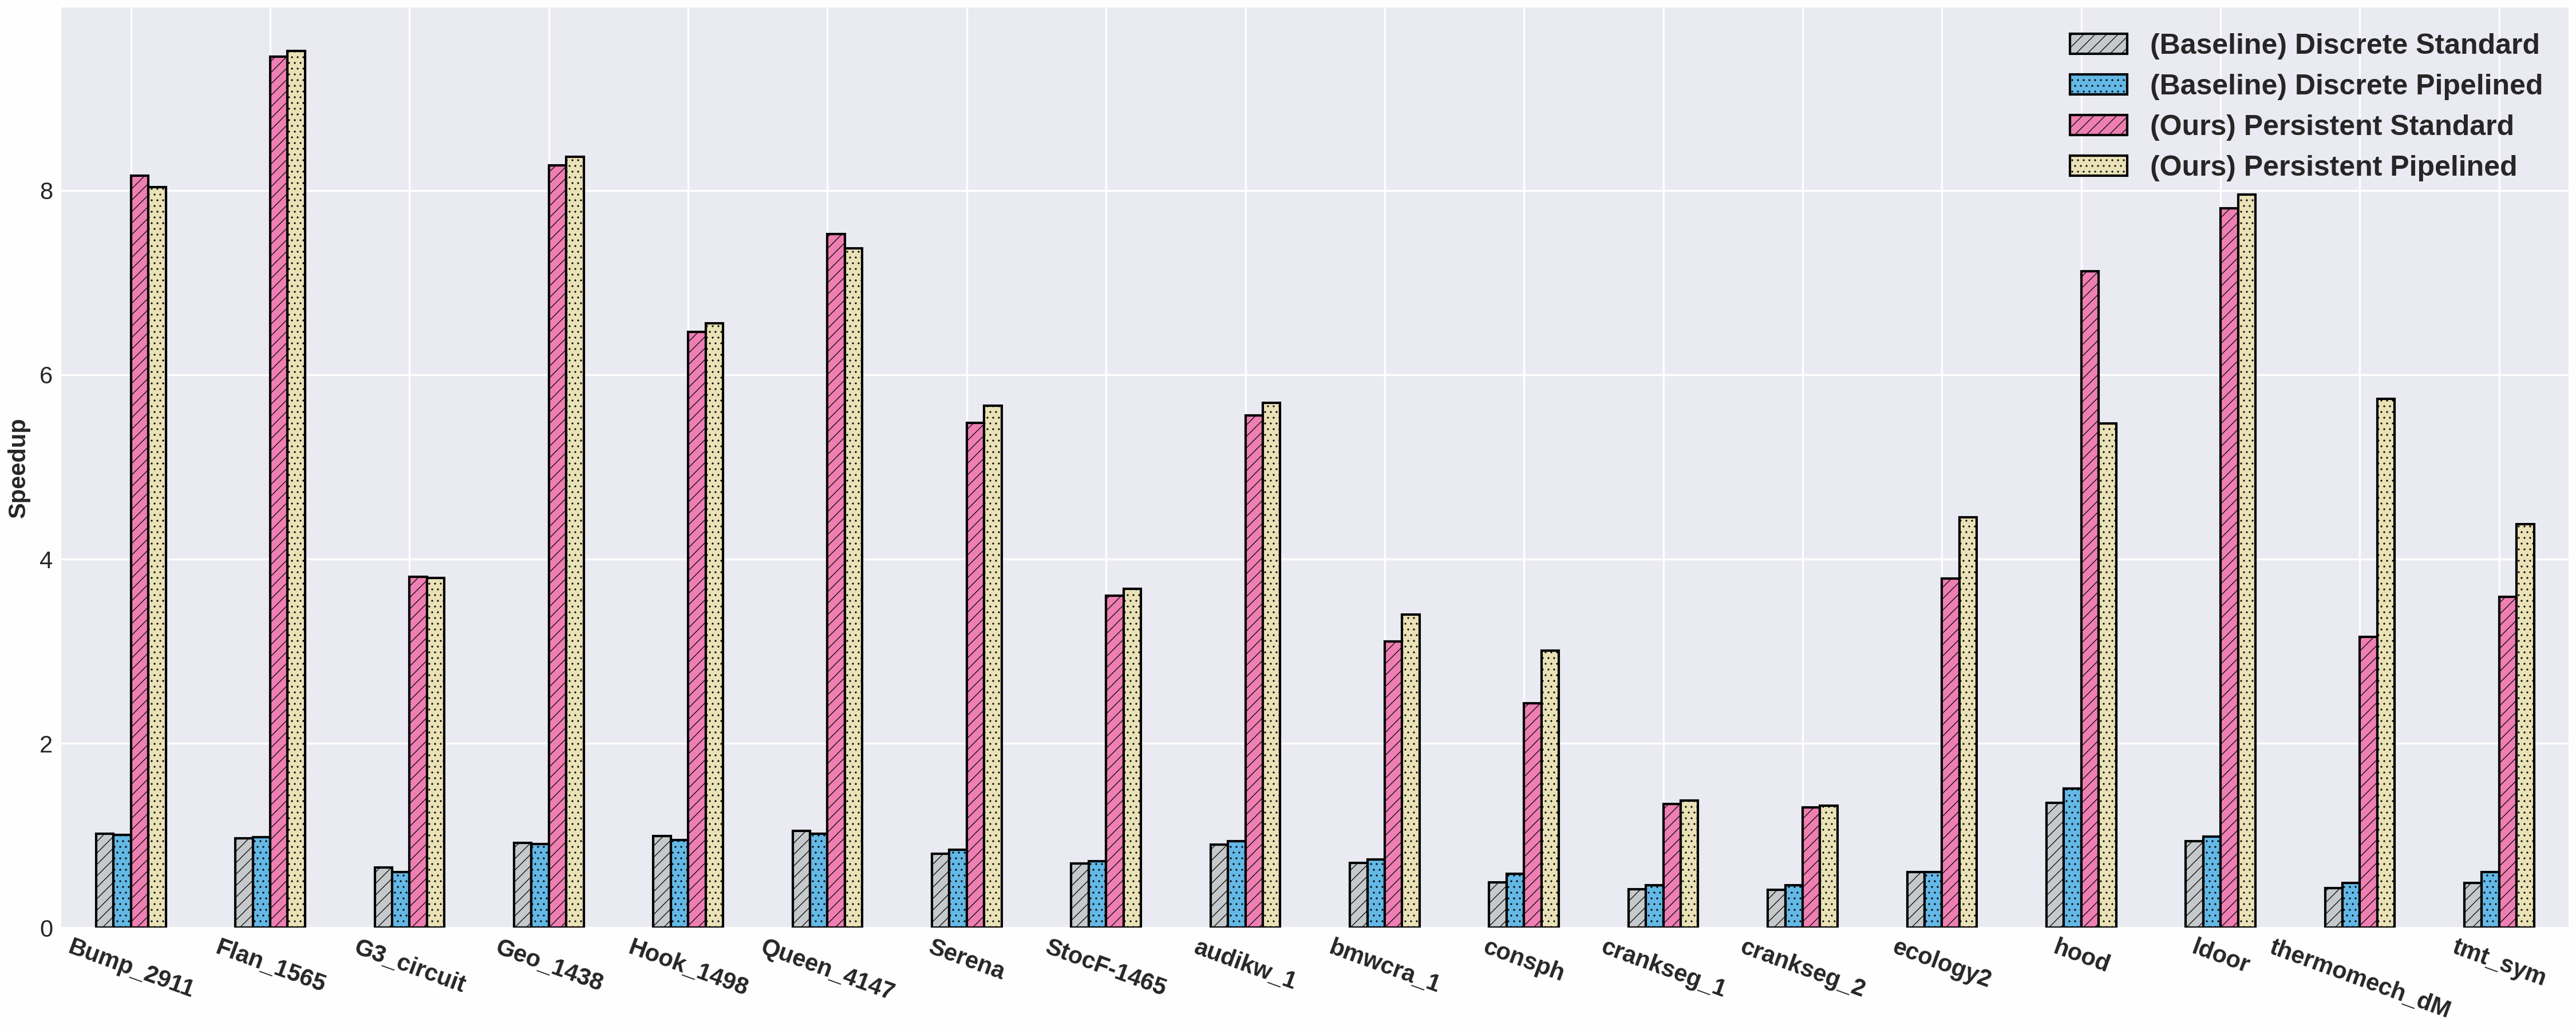 (Baseline) Discrete Standard
(Baseline) Discrete Pipelined
(Ours) Persistent Standard
(Ours) Persistent Pipelined
Speedup
8
6
4
2
0
Bump_2911
Flan_1565
G3_circuit
Geo_1438
Hook_1498
Queen_4147
Serena
StocF-1465
audikw_1
bmwcra_1
consph
crankseg_1
crankseg_2
ecology2
hood
ldoor
thermomech_dM
tmt_sym